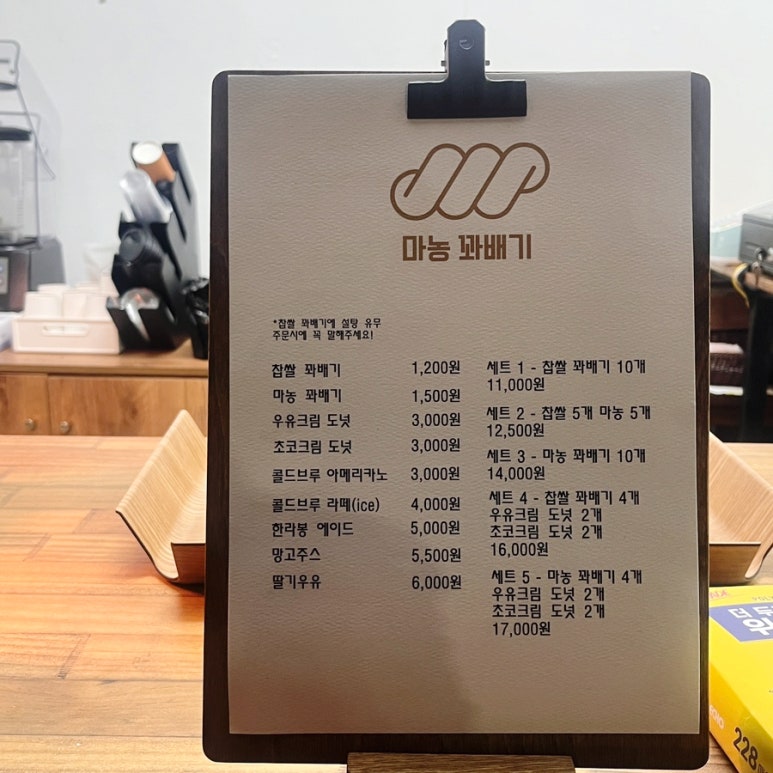 마농 꽈배기
*찹쌀 꽈배기에 설탕 유무
주문시에 꼭 말해주세요!
찹쌀 꽈배기 1,200원
마농 꽈배기 1,500원
우유크림 도넛 3,000원
초코크림 도넛 3,000원
콜드브루 아메리카노 3,000원
콜드브루 라떼(ice) 4,000원
한라봉 에이드 5,000원
망고주스 5,500원
딸기우유 6,000원
세트 1 - 찹쌀 꽈배기 10개
11,000원
세트 2 - 찹쌀 5개 마농 5개
12,500원
세트 3 - 마농 꽈배기 10개
14,000원
세트 4 - 찹쌀 꽈배기 4개
우유크림 도넛 2개
초코크림 도넛 2개
16,000원
세트 5 - 마농 꽈배기 4개
우유크림 도넛 2개
초코크림 도넛 2개
17,000원
228